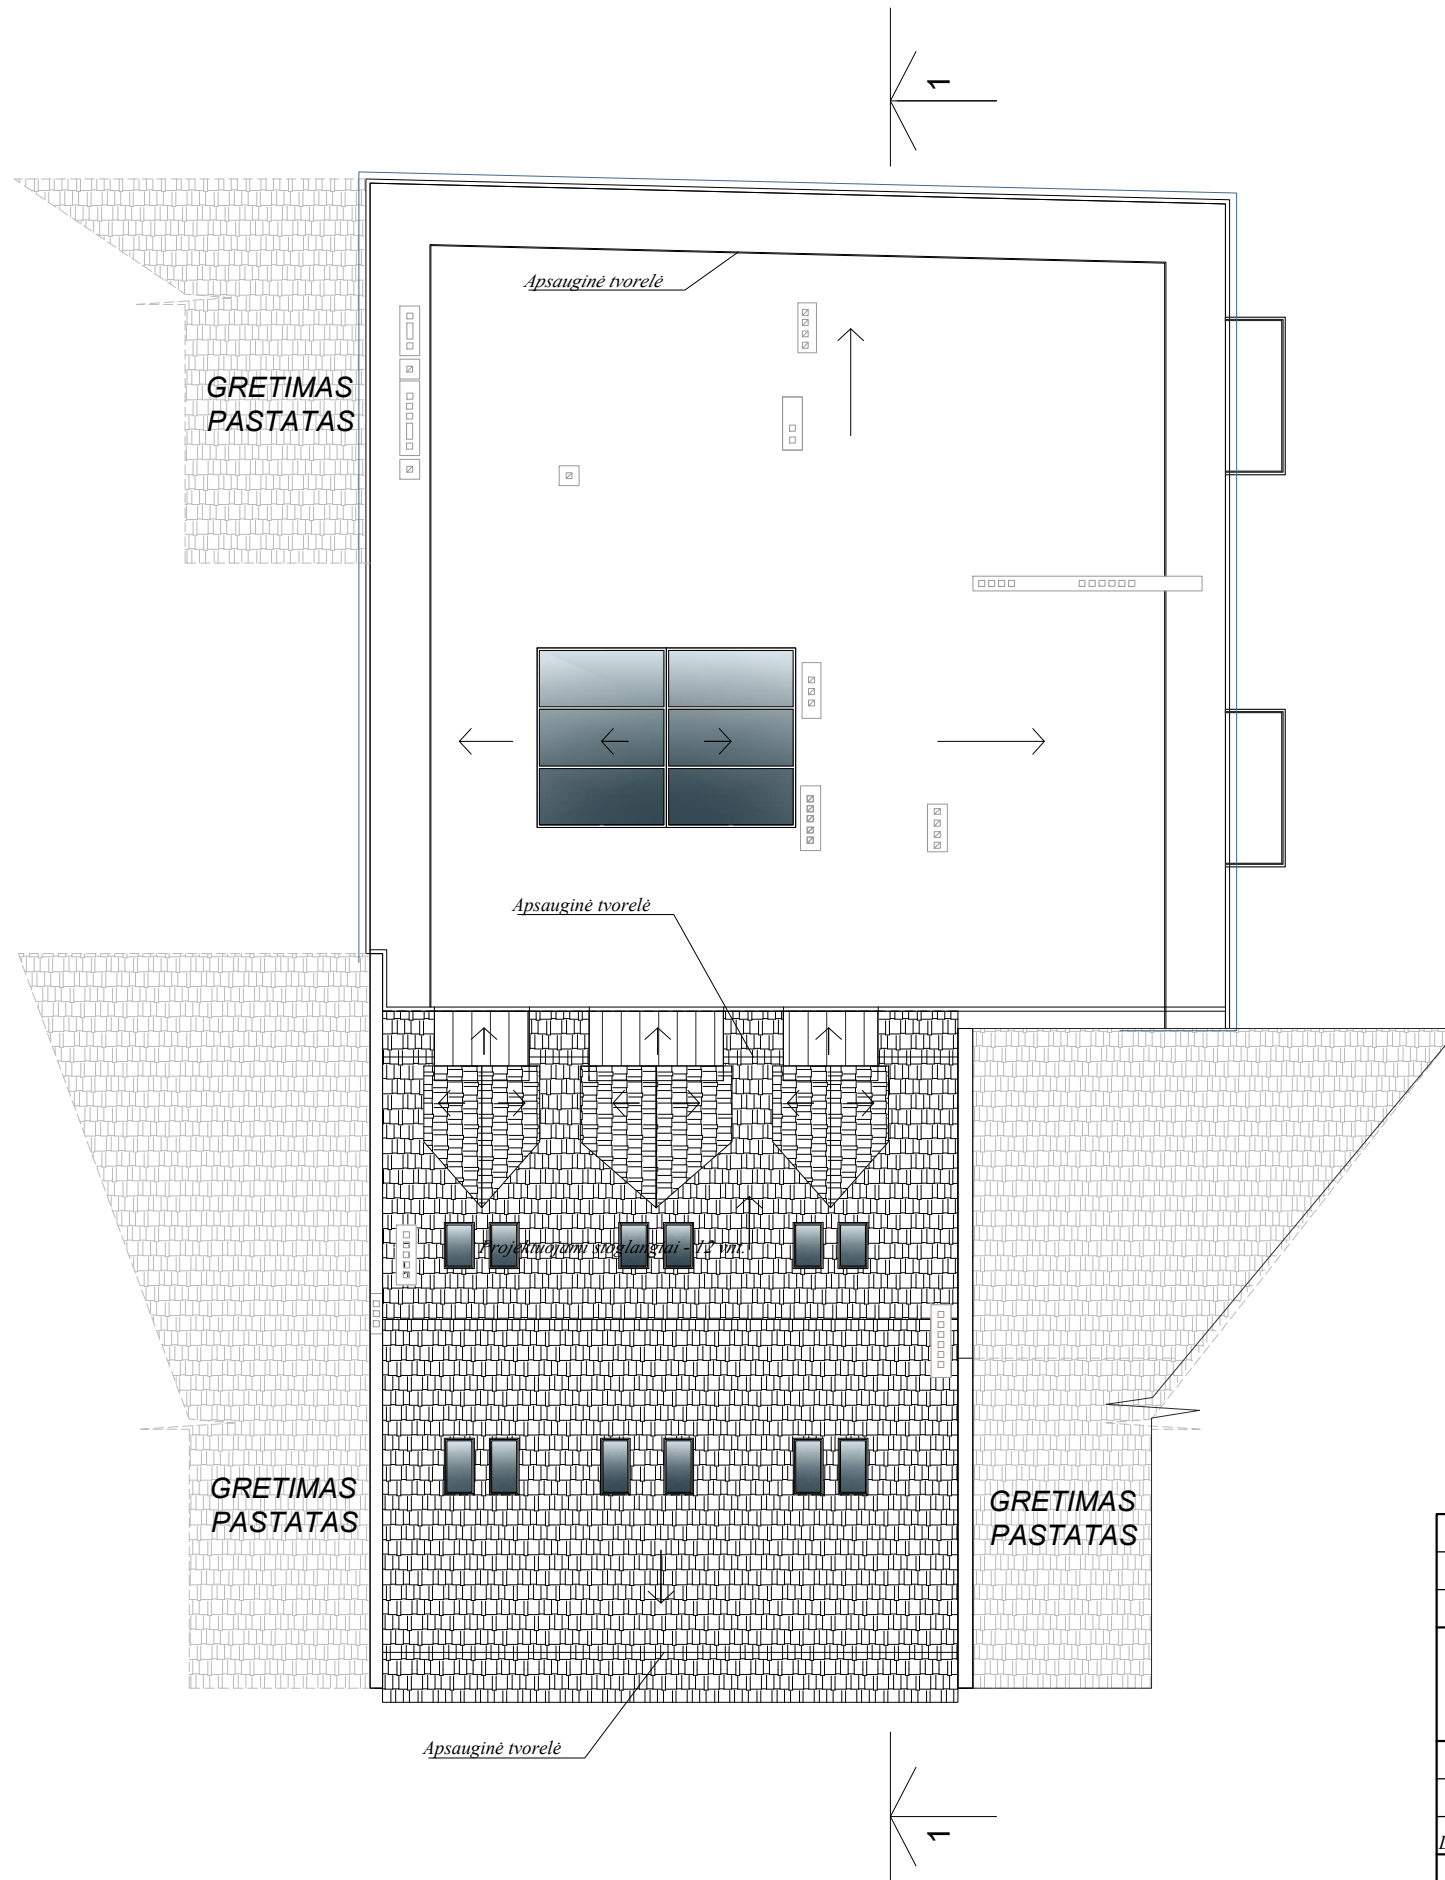 1
Apsauginė tvorelė
GRETIMAS
PASTATAS
Apsauginė tvorelė
Projektuojami stoglangiai - 12 vnt.
GRETIMAS
PASTATAS
GRETIMAS
PASTATAS
Apsauginė tvorelė
1